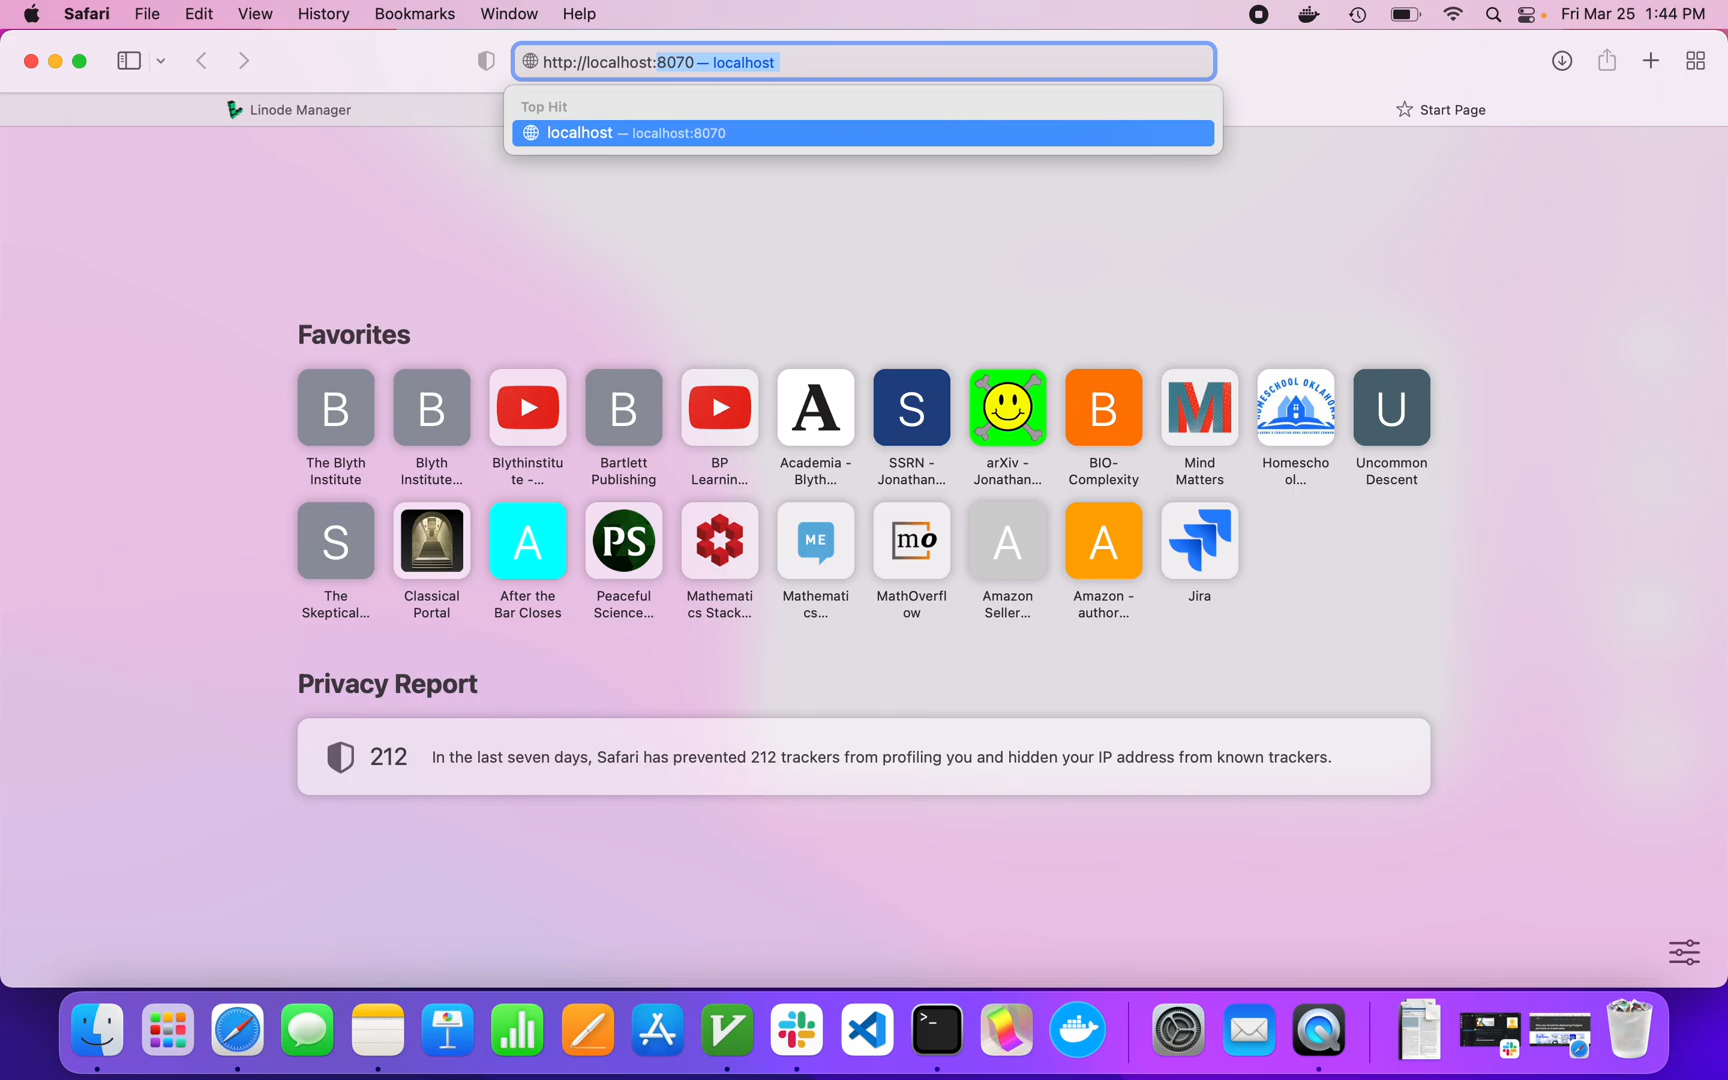 Safari File Edit View History Bookmarks Window Help Fri Mar 25 1:44 PM
http://localhost:8070 — localhost
Linode Manager
Start Page
Top Hit
localhost — localhost:8070
Favorites
B B B A S B M HOMESCHOOL OKLAHOMA U
The Blyth Institute
Blyth Institute...
Blythinstitu te -...
Bartlett Publishing
BP Learnin...
Academia - Blyth...
SSRN - Jonathan...
arXiv - Jonathan...
BIO- Complexity
Mind Matters
Homescho ol...
Uncommon Descent
S A PS ME mo A A
The Skeptical...
Classical Portal
After the Bar Closes
Peaceful Science...
Mathemati cs Stack...
Mathemati cs...
MathOverfl ow
Amazon Seller...
Amazon - author...
Jira
Privacy Report
212 In the last seven days, Safari has prevented 212 trackers from profiling you and hidden your IP address from known trackers.